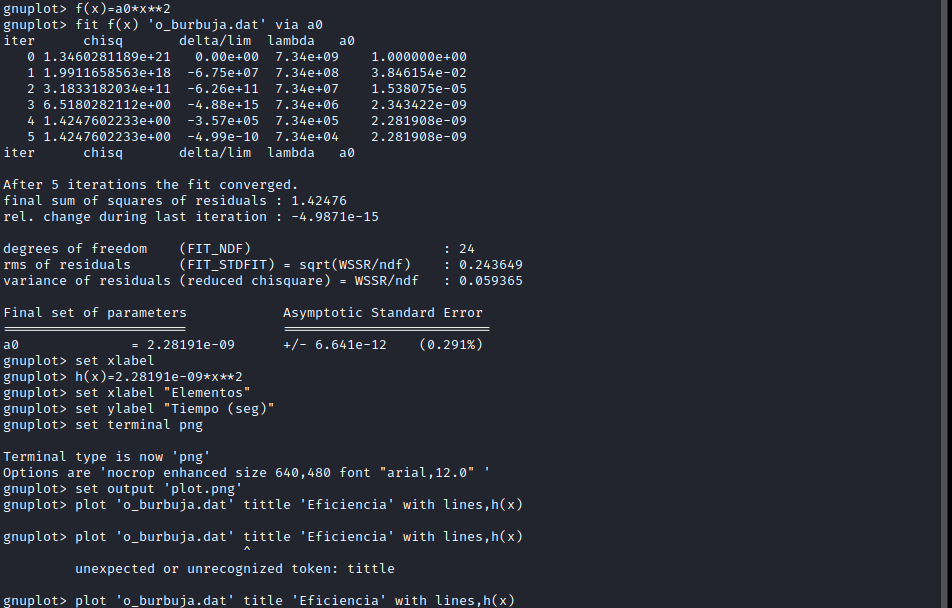 gnuplot> f(x)=a0*x**2
gnuplot> fit f(x) 'o_burbuja.dat' via a0
iter      chisq       delta/lim  lambda   a0
   0 1.3460281189e+21   0.00e+00  7.34e+09    1.000000e+00
   1 1.9911658563e+18  -6.75e+07  7.34e+08    3.846154e-02
   2 3.1833182034e+11  -6.26e+11  7.34e+07    1.538075e-05
   3 6.5180282112e+00  -4.88e+15  7.34e+06    2.343422e-09
   4 1.4247602233e+00  -3.57e+05  7.34e+05    2.281908e-09
   5 1.4247602233e+00  -4.99e-10  7.34e+04    2.281908e-09
iter      chisq       delta/lim  lambda   a0
After 5 iterations the fit converged.
final sum of squares of residuals : 1.42476
rel. change during last iteration : -4.9871e-15
degrees of freedom    (FIT_NDF)                        : 24
rms of residuals      (FIT_STDFIT) = sqrt(WSSR/ndf)    : 0.243649
variance of residuals (reduced chisquare) = WSSR/ndf   : 0.059365
Final set of parameters            Asymptotic Standard Error
=======================            ==========================
a0              = 2.28191e-09      +/- 6.641e-12    (0.291%)
gnuplot> set xlabel
gnuplot> h(x)=2.28191e-09*x**2
gnuplot> set xlabel "Elementos"
gnuplot> set ylabel "Tiempo (seg)"
gnuplot> set terminal png
Terminal type is now 'png'
Options are 'nocrop enhanced size 640,480 font "arial,12.0" '
gnuplot> set output 'plot.png'
gnuplot> plot 'o_burbuja.dat' tittle 'Eficiencia' with lines,h(x)
gnuplot> plot 'o_burbuja.dat' tittle 'Eficiencia' with lines,h(x)
                              ^
         unexpected or unrecognized token: tittle
gnuplot> plot 'o_burbuja.dat' title 'Eficiencia' with lines,h(x)